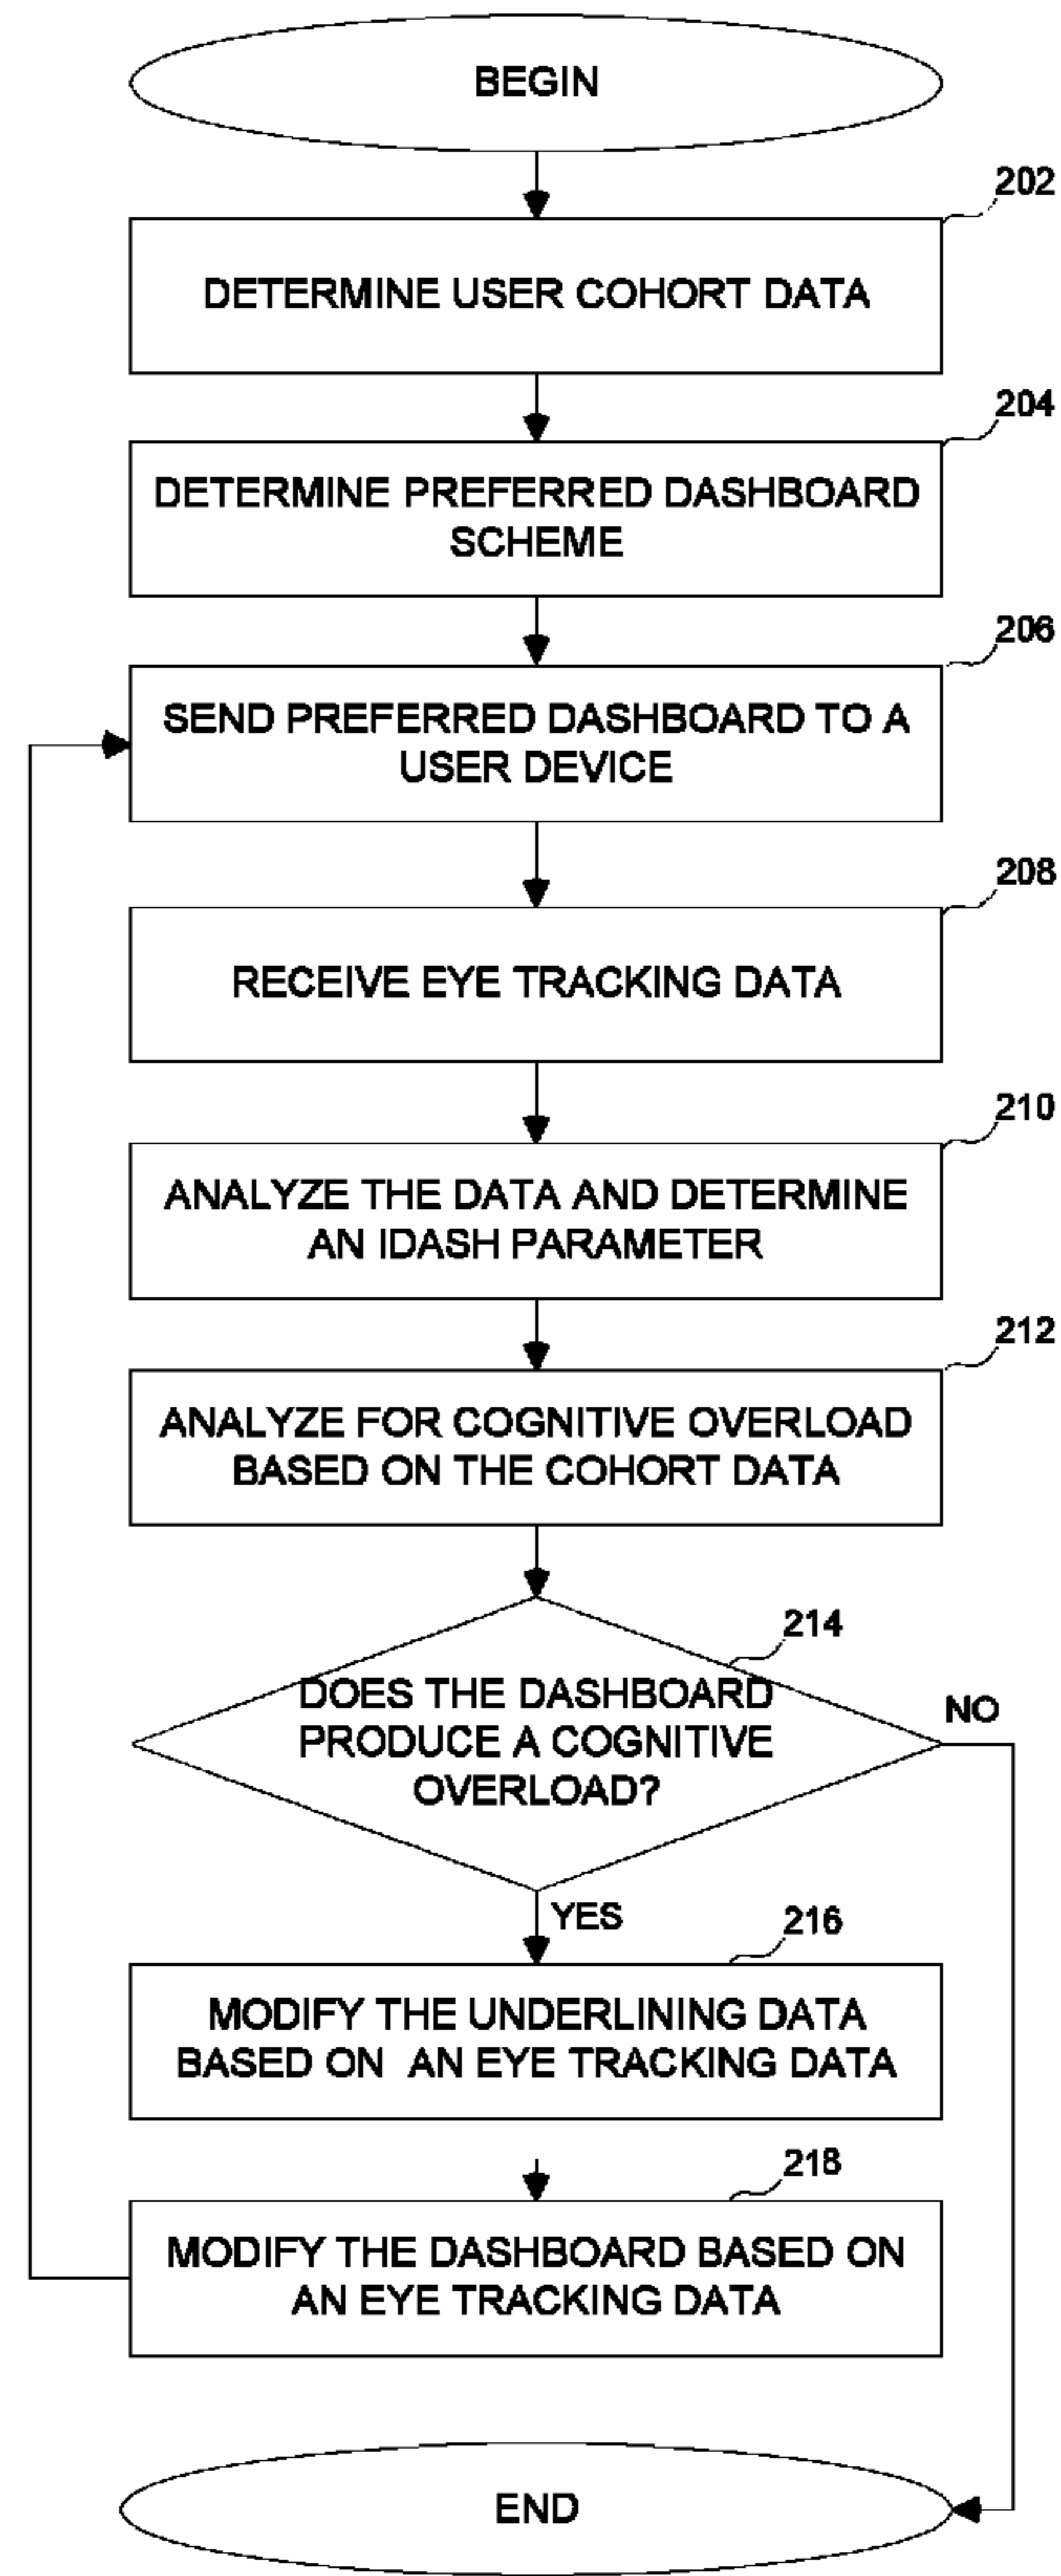 BEGIN
202
DETERMINE USER COHORT DATA
204
DETERMINE PREFERRED DASHBOARD
SCHEME
206
SEND PREFERRED DASHBOARD TO A
USER DEVICE
208
RECEIVE EYE TRACKING DATA
210
ANALYZE THE DATA AND DETERMINE
AN IDASH PARAMETER
212
ANALYZE FOR COGNITIVE OVERLOAD
BASED ON THE COHORT DATA
214
DOES THE DASHBOARD
PRODUCE A COGNITIVE
OVERLOAD?
NO
YES
216
MODIFY THE UNDERLINING DATA
BASED ON AN EYE TRACKING DATA
218
MODIFY THE DASHBOARD BASED ON
AN EYE TRACKING DATA
END